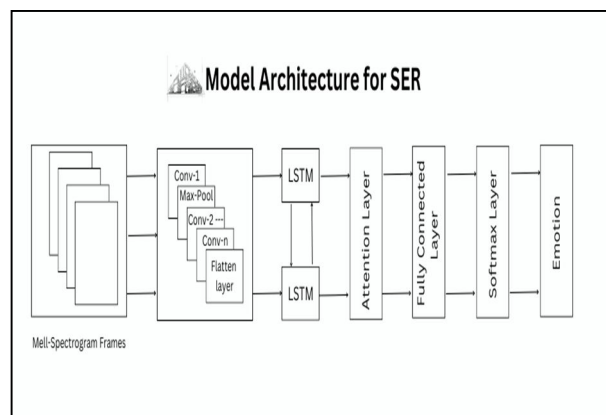 Model Architecture for SER
Conv-1
Max-Pool
Conv-2 ---
Conv-n
Flatten
layer
LSTM
LSTM
Attention Layer
Fully Connected
Layer
Softmax Layer
Emotion
Mell-Spectrogram Frames